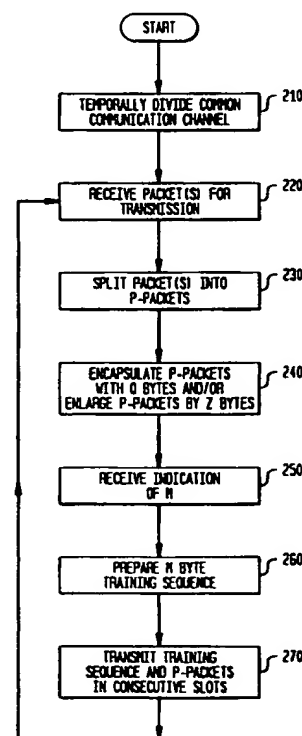 START
210
TEMPORALLY DIVIDE COMMON
COMMUNICATION CHANNEL
220
RECEIVE PACKET(S) FOR
TRANSMISSION
230
SPLIT PACKET(S) INTO
P-PACKETS
240
ENCAPSULATE P-PACKETS
WITH Q BYTES AND/OR
ENLARGE P-PACKETS BY Z BYTES
250
RECEIVE INDICATION
OF M
260
PREPARE M BYTE
TRAINING SEQUENCE
270
TRANSMIT TRAINING
SEQUENCE AND P-PACKETS
IN CONSECUTIVE SLOTS